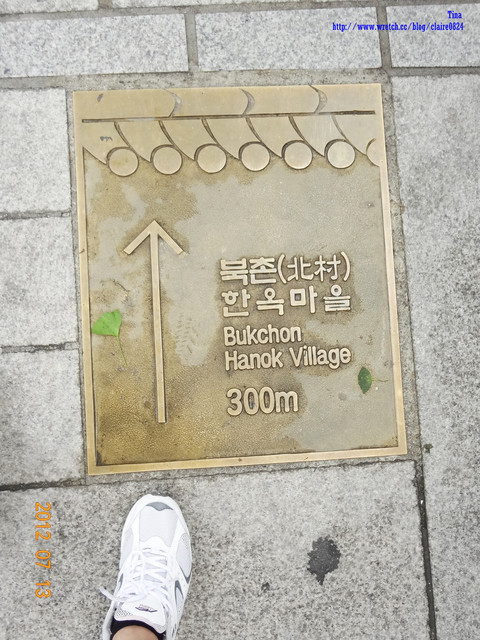 Tina
http://www.wretch.cc/blog/claire0824
북촌(北村)
한옥마을
Bukchon
Hanok Village
300m
2012 07 13